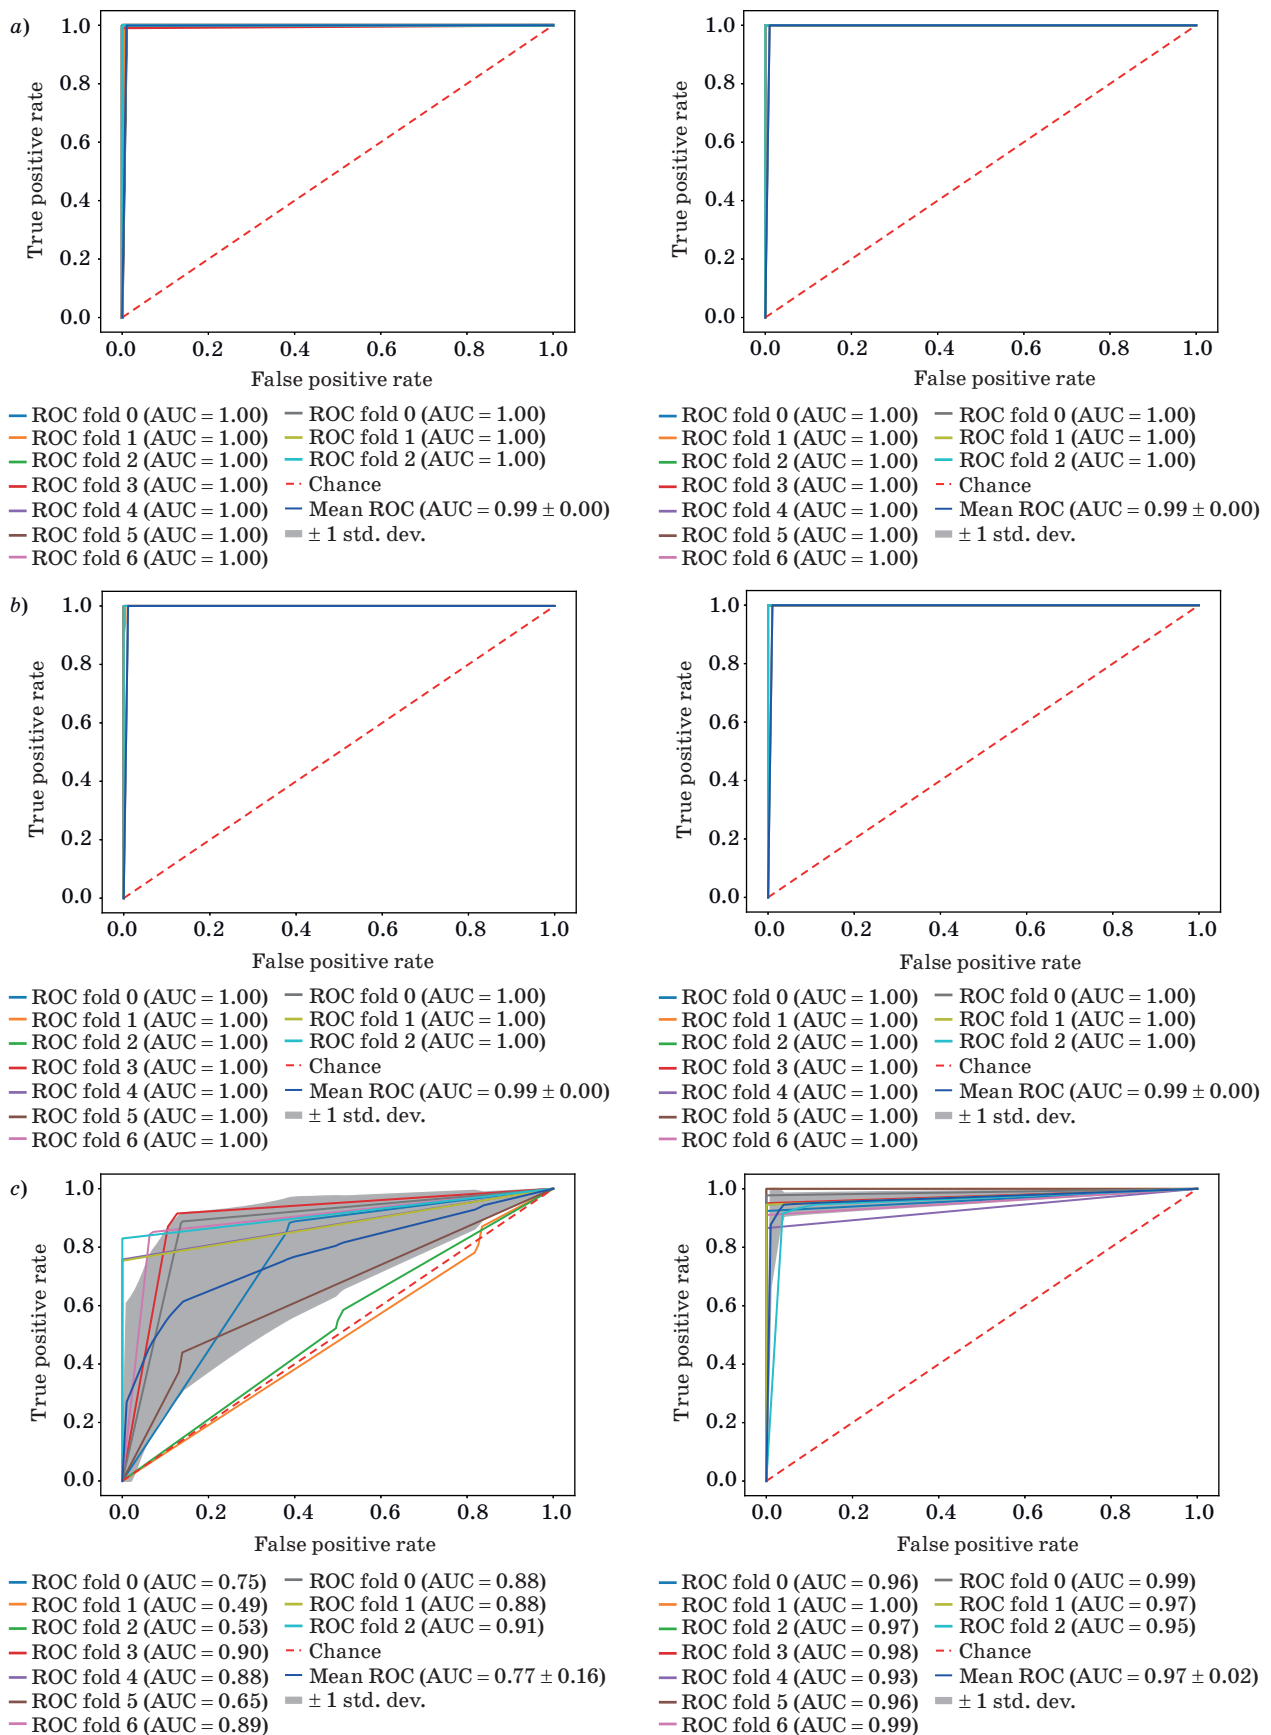 a)
1.0
0.8
0.6
0.4
0.2
0.0
True positive rate
0.0 0.2 0.4 0.6 0.8 1.0
False positive rate
ROC fold 0 (AUC = 1.00)
ROC fold 1 (AUC = 1.00)
ROC fold 2 (AUC = 1.00)
ROC fold 3 (AUC = 1.00)
ROC fold 4 (AUC = 1.00)
ROC fold 5 (AUC = 1.00)
ROC fold 6 (AUC = 1.00)
ROC fold 0 (AUC = 1.00)
ROC fold 1 (AUC = 1.00)
ROC fold 2 (AUC = 1.00)
Chance
Mean ROC (AUC = 0.99 ± 0.00)
± 1 std. dev.
1.0
0.8
0.6
0.4
0.2
0.0
True positive rate
0.0 0.2 0.4 0.6 0.8 1.0
False positive rate
ROC fold 0 (AUC = 1.00)
ROC fold 1 (AUC = 1.00)
ROC fold 2 (AUC = 1.00)
ROC fold 3 (AUC = 1.00)
ROC fold 4 (AUC = 1.00)
ROC fold 5 (AUC = 1.00)
ROC fold 6 (AUC = 1.00)
ROC fold 0 (AUC = 1.00)
ROC fold 1 (AUC = 1.00)
ROC fold 2 (AUC = 1.00)
Chance
Mean ROC (AUC = 0.99 ± 0.00)
± 1 std. dev.
b)
1.0
0.8
0.6
0.4
0.2
0.0
True positive rate
0.0 0.2 0.4 0.6 0.8 1.0
False positive rate
ROC fold 0 (AUC = 1.00)
ROC fold 1 (AUC = 1.00)
ROC fold 2 (AUC = 1.00)
ROC fold 3 (AUC = 1.00)
ROC fold 4 (AUC = 1.00)
ROC fold 5 (AUC = 1.00)
ROC fold 6 (AUC = 1.00)
ROC fold 0 (AUC = 1.00)
ROC fold 1 (AUC = 1.00)
ROC fold 2 (AUC = 1.00)
Chance
Mean ROC (AUC = 0.99 ± 0.00)
± 1 std. dev.
1.0
0.8
0.6
0.4
0.2
0.0
True positive rate
0.0 0.2 0.4 0.6 0.8 1.0
False positive rate
ROC fold 0 (AUC = 1.00)
ROC fold 1 (AUC = 1.00)
ROC fold 2 (AUC = 1.00)
ROC fold 3 (AUC = 1.00)
ROC fold 4 (AUC = 1.00)
ROC fold 5 (AUC = 1.00)
ROC fold 6 (AUC = 1.00)
ROC fold 0 (AUC = 1.00)
ROC fold 1 (AUC = 1.00)
ROC fold 2 (AUC = 1.00)
Chance
Mean ROC (AUC = 0.99 ± 0.00)
± 1 std. dev.
c)
1.0
0.8
0.6
0.4
0.2
0.0
True positive rate
0.0 0.2 0.4 0.6 0.8 1.0
False positive rate
ROC fold 0 (AUC = 0.75)
ROC fold 1 (AUC = 0.49)
ROC fold 2 (AUC = 0.53)
ROC fold 3 (AUC = 0.90)
ROC fold 4 (AUC = 0.88)
ROC fold 5 (AUC = 0.65)
ROC fold 6 (AUC = 0.89)
ROC fold 0 (AUC = 0.88)
ROC fold 1 (AUC = 0.88)
ROC fold 2 (AUC = 0.91)
Chance
Mean ROC (AUC = 0.77 ± 0.16)
± 1 std. dev.
1.0
0.8
0.6
0.4
0.2
0.0
True positive rate
0.0 0.2 0.4 0.6 0.8 1.0
False positive rate
ROC fold 0 (AUC = 0.96)
ROC fold 1 (AUC = 1.00)
ROC fold 2 (AUC = 0.97)
ROC fold 3 (AUC = 0.98)
ROC fold 4 (AUC = 0.93)
ROC fold 5 (AUC = 0.96)
ROC fold 6 (AUC = 0.99)
ROC fold 0 (AUC = 0.99)
ROC fold 1 (AUC = 0.97)
ROC fold 2 (AUC = 0.95)
Chance
Mean ROC (AUC = 0.97 ± 0.02)
± 1 std. dev.